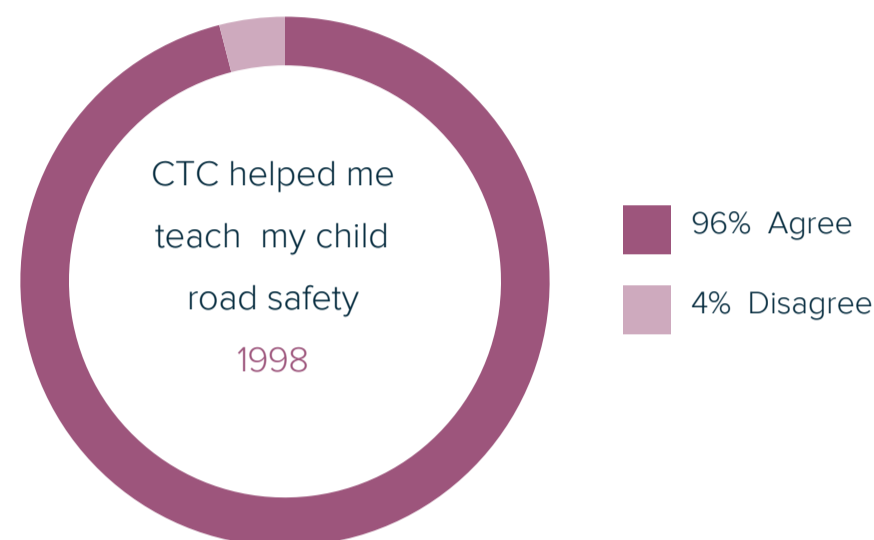 CTC helped me
teach my child
road safety
1998
96% Agree
4% Disagree